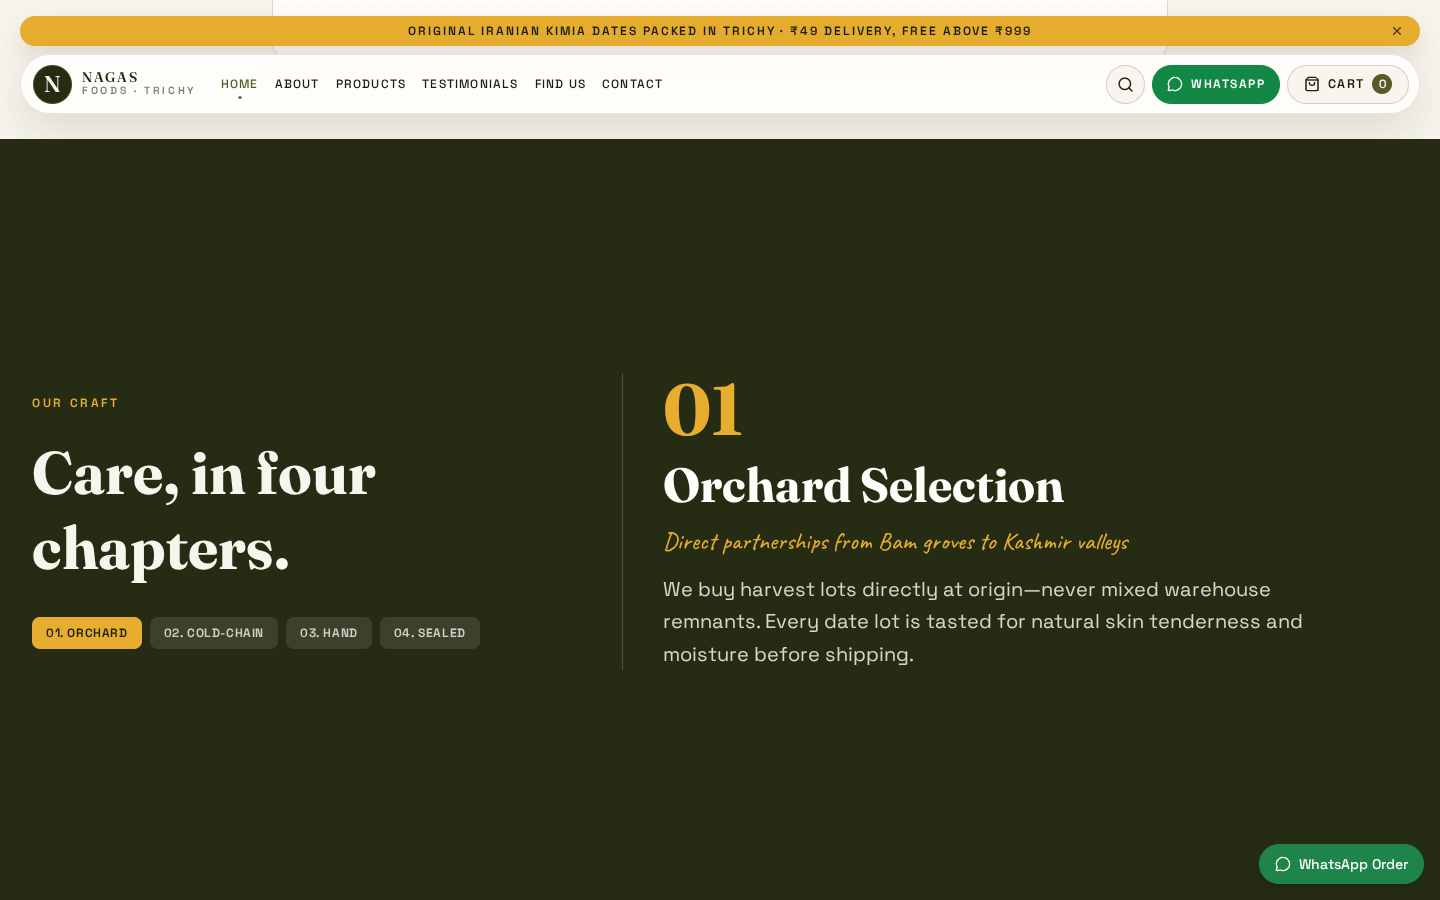 ORIGINAL IRANIAN KIMIA DATES PACKED IN TRICHY · ₹49 DELIVERY, FREE ABOVE ₹999
N
NAGAS
FOODS · TRICHY
HOME
ABOUT
PRODUCTS
TESTIMONIALS
FIND US
CONTACT
WHATSAPP
CART 0
OUR CRAFT
Care, in four
chapters.
01. ORCHARD
02. COLD-CHAIN
03. HAND
04. SEALED
01
Orchard Selection
Direct partnerships from Bam groves to Kashmir valleys
We buy harvest lots directly at origin—never mixed warehouse
remnants. Every date lot is tasted for natural skin tenderness and
moisture before shipping.
WhatsApp Order